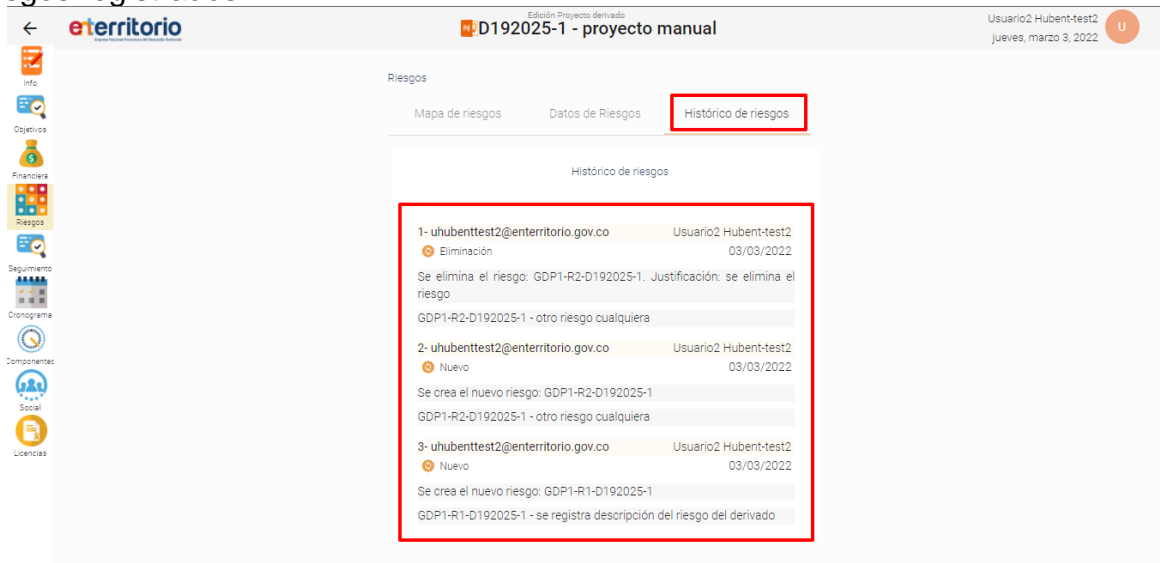 Edición Proyecto derivado
← enterritorio D192025-1 - proyecto manual
Usuario2 Hubent-test2
jueves, marzo 3, 2022
U
Info
Objetivos
Financiera
Riesgos
Seguimiento
Cronograma
Componentes
Social
Licencias
Riesgos
Mapa de riesgos Datos de Riesgos Histórico de riesgos
Histórico de riesgos
1- uhubenttest2@enterritorio.gov.co Usuario2 Hubent-test2
Eliminación 03/03/2022
Se elimina el riesgo: GDP1-R2-D192025-1. Justificación: se elimina el
riesgo
GDP1-R2-D192025-1 - otro riesgo cualquiera
2- uhubenttest2@enterritorio.gov.co Usuario2 Hubent-test2
Nuevo 03/03/2022
Se crea el nuevo riesgo: GDP1-R2-D192025-1
GDP1-R2-D192025-1 - otro riesgo cualquiera
3- uhubenttest2@enterritorio.gov.co Usuario2 Hubent-test2
Nuevo 03/03/2022
Se crea el nuevo riesgo: GDP1-R1-D192025-1
GDP1-R1-D192025-1 - se registra descripción del riesgo del derivado